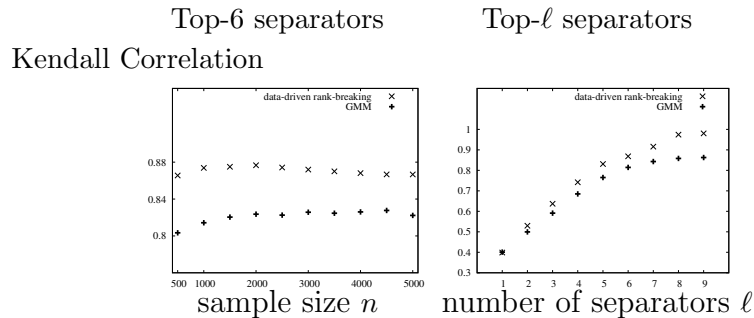 Top-6 separators
Top-ℓ separators
Kendall Correlation
data-driven rank-breaking
GMM
0.88
0.84
0.8
500 1000 2000 3000 4000 5000
sample size n
data-driven rank-breaking
GMM
1
0.9
0.8
0.7
0.6
0.5
0.4
0.3
1 2 3 4 5 6 7 8 9
number of separators ℓ